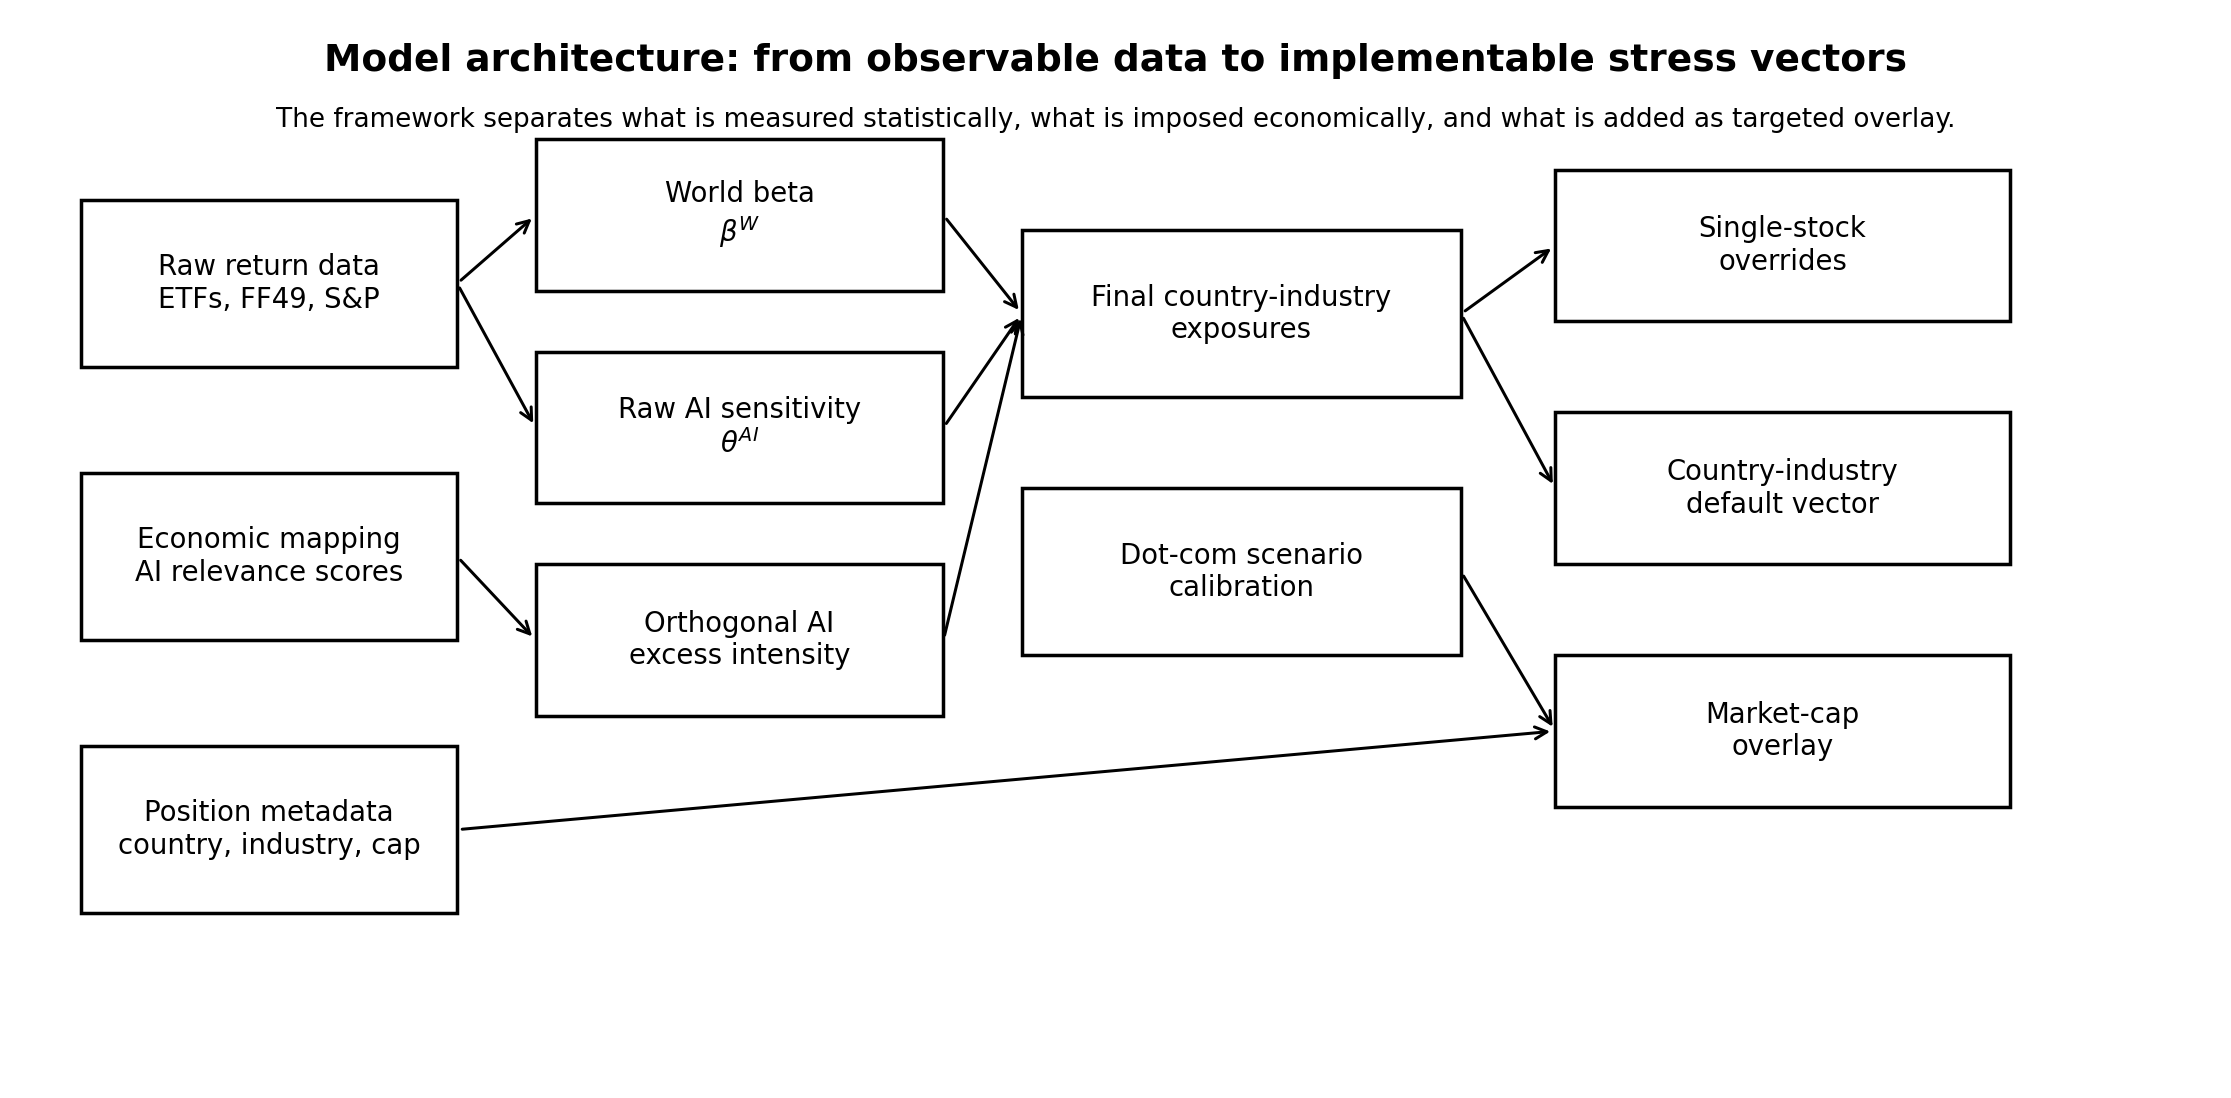 Model architecture: from observable data to implementable stress vectors
The framework separates what is measured statistically, what is imposed economically, and what is added as targeted overlay.
Raw return data
ETFs, FF49, S&P
Economic mapping
AI relevance scores
Position metadata
country, industry, cap
World beta
β^W
Raw AI sensitivity
θ^AI
Orthogonal AI
excess intensity
Final country-industry
exposures
Dot-com scenario
calibration
Single-stock
overrides
Country-industry
default vector
Market-cap
overlay